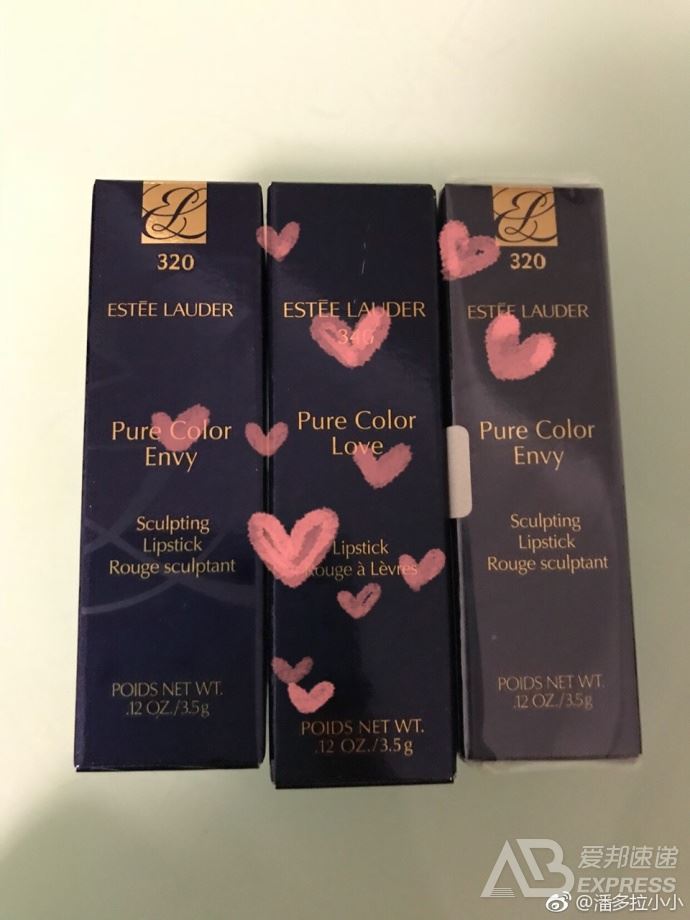 320
ESTĒE LAUDER
Pure Color
Envy
Sculpting
Lipstick
Rouge sculptant
POIDS NET WT.
.12 OZ./3.5g
ESTĒE LAUDER
340
Pure Color
Love
Lipstick
Rouge à Lèvres
POIDS NET WT.
.12 OZ./3.5g
320
ESTĒE LAUDER
Pure Color
Envy
Sculpting
Lipstick
Rouge sculptant
POIDS NET WT.
.12 OZ./3.5g
AB 爱邦速递
EXPRESS
@潘多拉小小